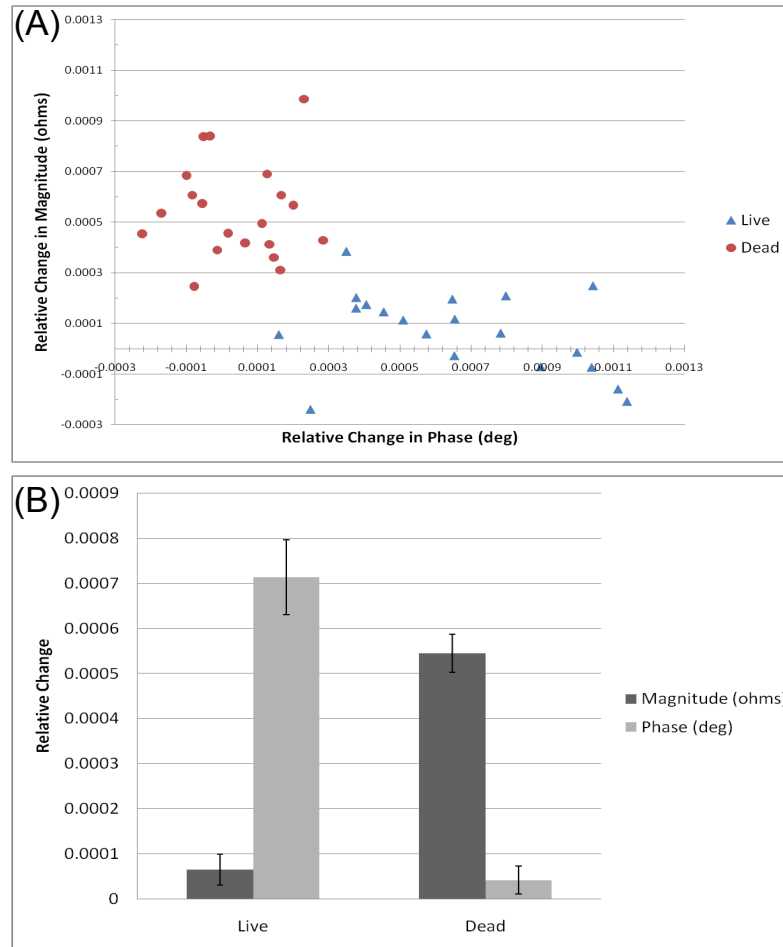 (A)
0.0013
0.0011
0.0009
0.0007
0.0005
0.0003
0.0001
-0.0001
-0.0003
Relative Change in Magnitude (ohms)
-0.0003 -0.0001 0.0001 0.0003 0.0005 0.0007 0.0009 0.0011 0.0013
Relative Change in Phase (deg)
Live
Dead
(B)
0.0009
0.0008
0.0007
0.0006
0.0005
0.0004
0.0003
0.0002
0.0001
0
Relative Change
Live Dead
Magnitude (ohms)
Phase (deg)